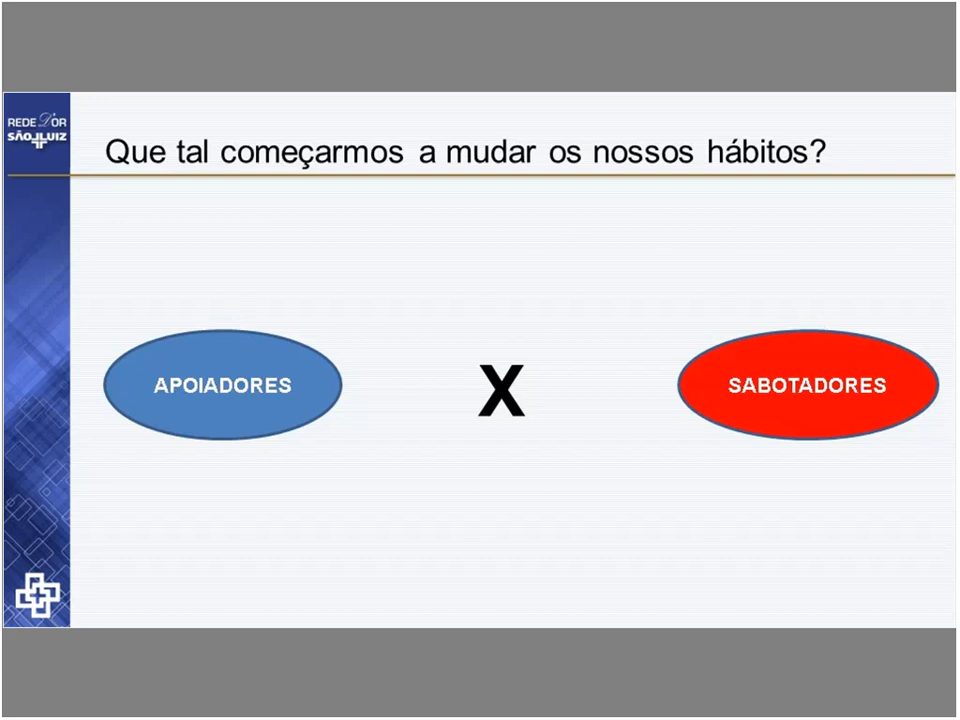 REDE D'OR
SÃO LUIZ
Que tal começarmos a mudar os nossos hábitos?
APOIADORES
X
SABOTADORES